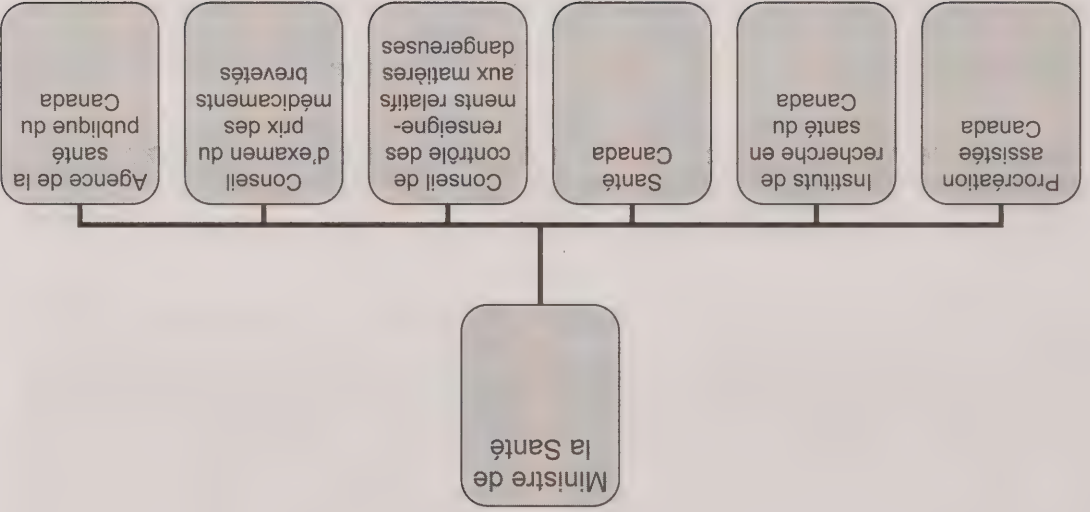 Ministre de
la Santé
Procréation
assistée
Canada
Instituts de
recherche en
santé du
Canada
Santé
Canada
Conseil de
contrôle des
renseigne-
ments relatifs
aux matières
dangereuses
Conseil
d'examen du
prix des
médicaments
brevetés
Agence de la
santé
publique du
Canada